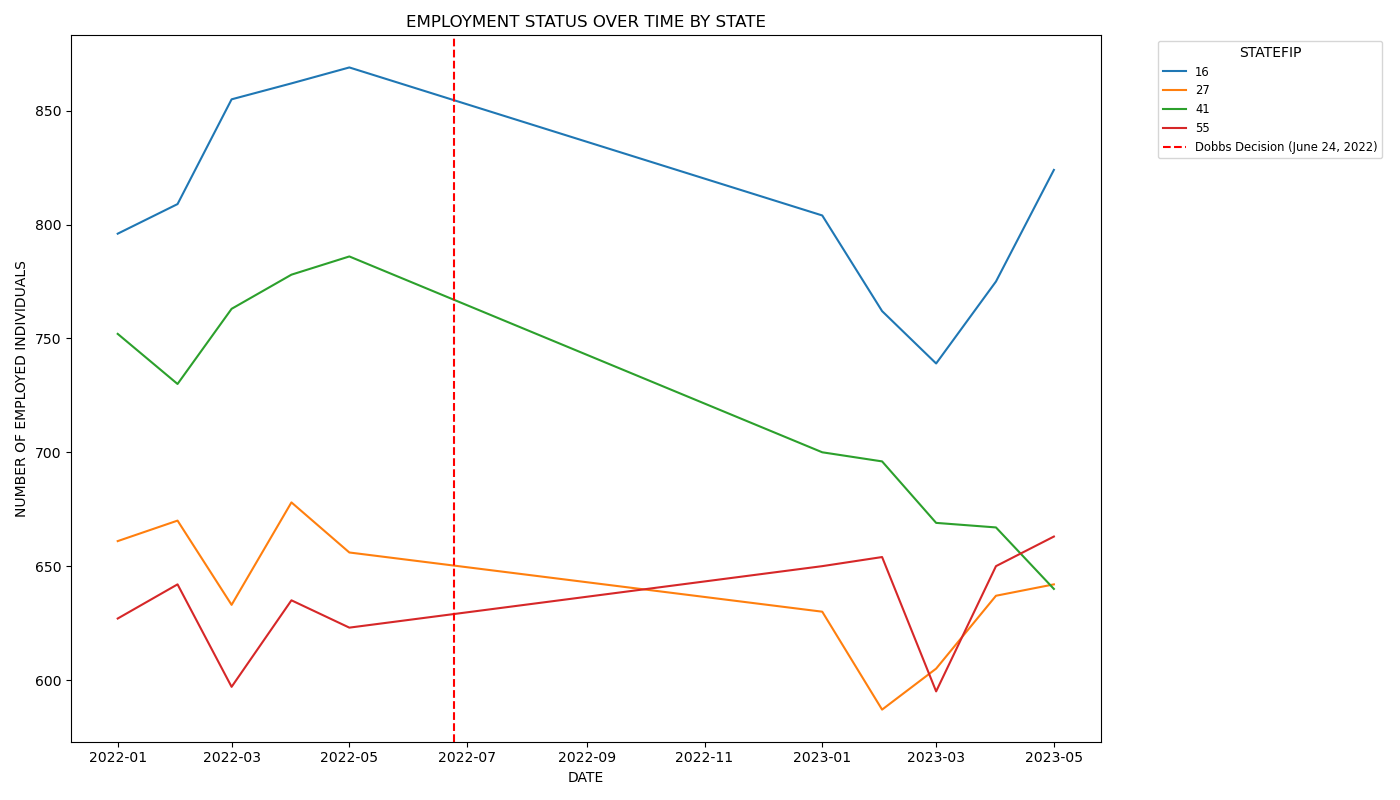 EMPLOYMENT STATUS OVER TIME BY STATE
NUMBER OF EMPLOYED INDIVIDUALS
850
800
750
700
650
600
2022-01 2022-03 2022-05 2022-07 2022-09 2022-11 2023-01 2023-03 2023-05
DATE
STATEFIP
16
27
41
55
Dobbs Decision (June 24, 2022)